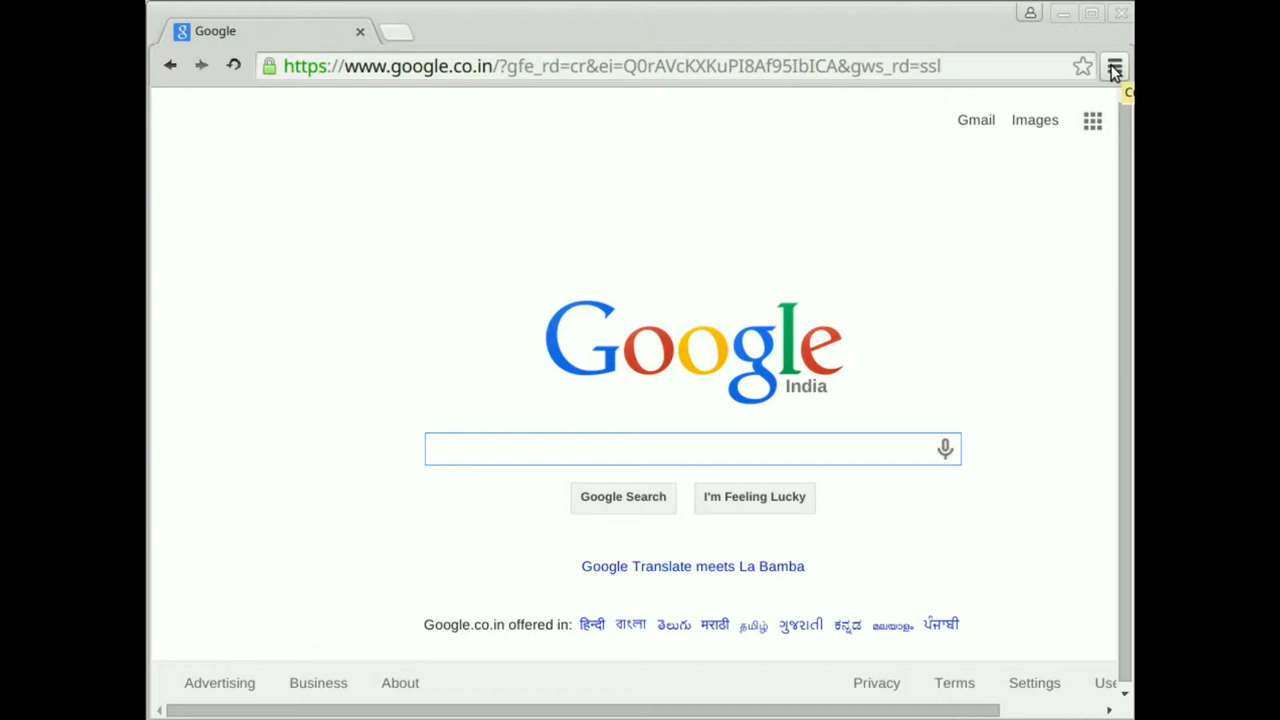 Google
https://www.google.co.in/?gfe_rd=cr&ei=Q0rAVcKXKuPI8Af95IbICA&gws_rd=ssl
Gmail Images
Google
India
Google Search I'm Feeling Lucky
Google Translate meets La Bamba
Google.co.in offered in: हिन्दी বাংলা తెలుగు मराठी தமிழ் ગુજરાતી ಕನ್ನಡ മലയാളം ਪੰਜਾਬੀ
Advertising Business About Privacy Terms Settings